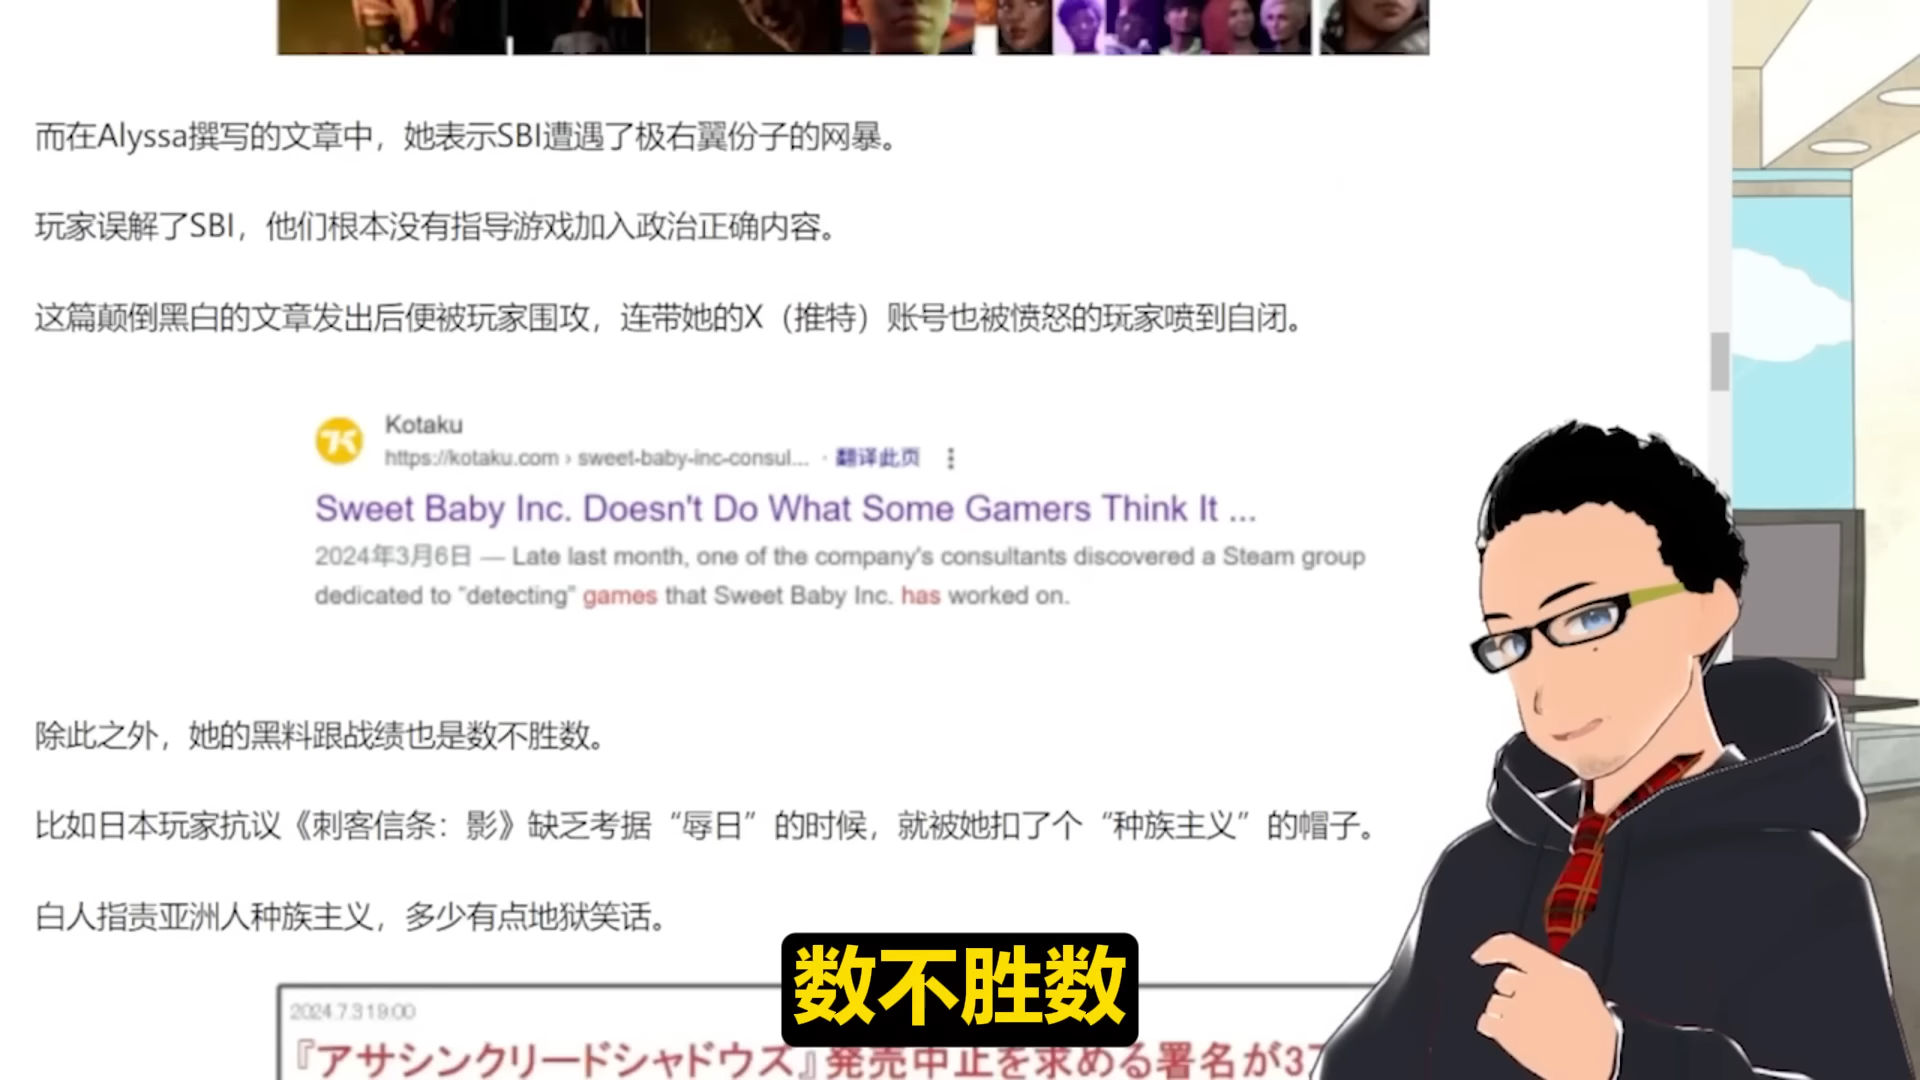 而在Alyssa撰写的文章中，她表示SBI遭遇了极右翼份子的网暴。
玩家误解了SBI，他们根本没有指导游戏加入政治正确内容。
这篇颠倒黑白的文章发出后便被玩家围攻，连带她的X（推特）账号也被愤怒的玩家喷到自闭。
Kotaku
https://kotaku.com › sweet-baby-inc-consul... · 翻译此页
Sweet Baby Inc. Doesn't Do What Some Gamers Think It ...
2024年3月6日 — Late last month, one of the company's consultants discovered a Steam group
dedicated to "detecting" games that Sweet Baby Inc. has worked on.
除此之外，她的黑料跟战绩也是数不胜数。
比如日本玩家抗议《刺客信条：影》缺乏考据“辱日”的时候，就被她扣了个“种族主义”的帽子。
白人指责亚洲人种族主义，多少有点地狱笑话。
数不胜数
2024.7.3 19:00
『アサシンクリードシャドウズ』発売中止を求める署名が3万